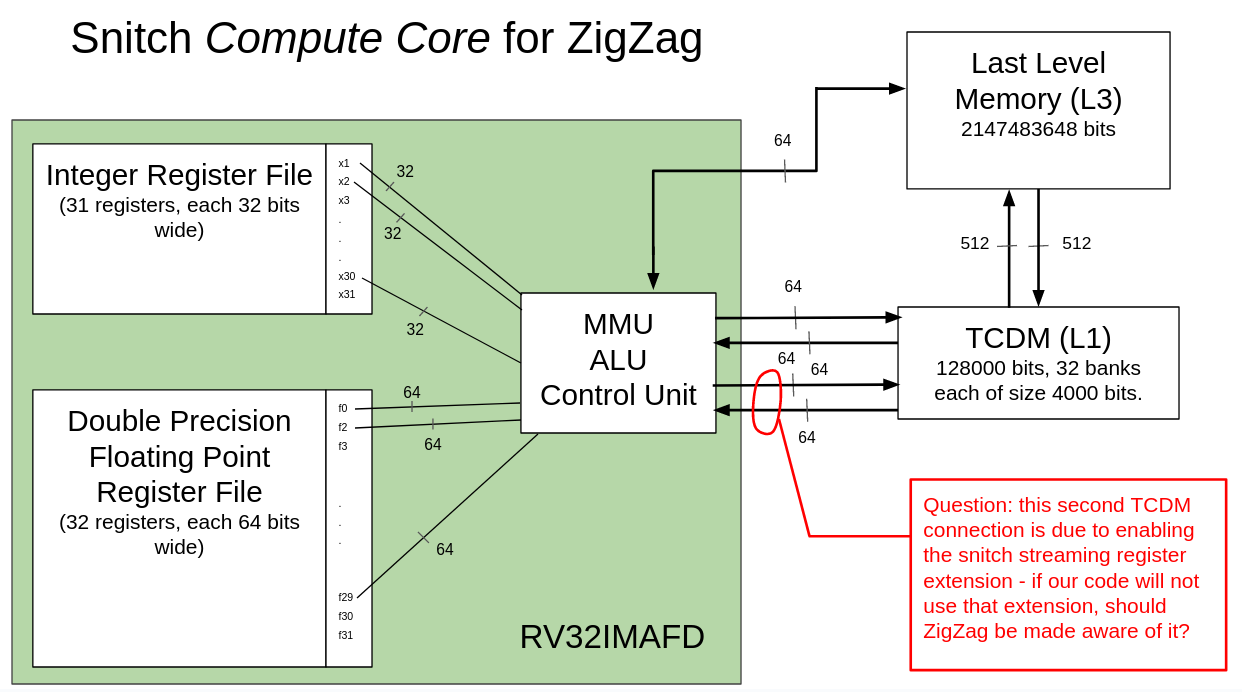 Snitch Compute Core for ZigZag
Last Level
Memory (L3)
2147483648 bits
64
Integer Register File
(31 registers, each 32 bits
wide)
x1
x2
x3
.
.
.
x30
x31
32
32
32
512
512
MMU
ALU
Control Unit
64
64
64
64
TCDM (L1)
128000 bits, 32 banks
each of size 4000 bits.
Double Precision
Floating Point
Register File
(32 registers, each 64 bits
wide)
f0
f2
f3
.
.
.
f29
f30
f31
64
64
64
RV32IMAFD
Question: this second TCDM
connection is due to enabling
the snitch streaming register
extension - if our code will not
use that extension, should
ZigZag be made aware of it?